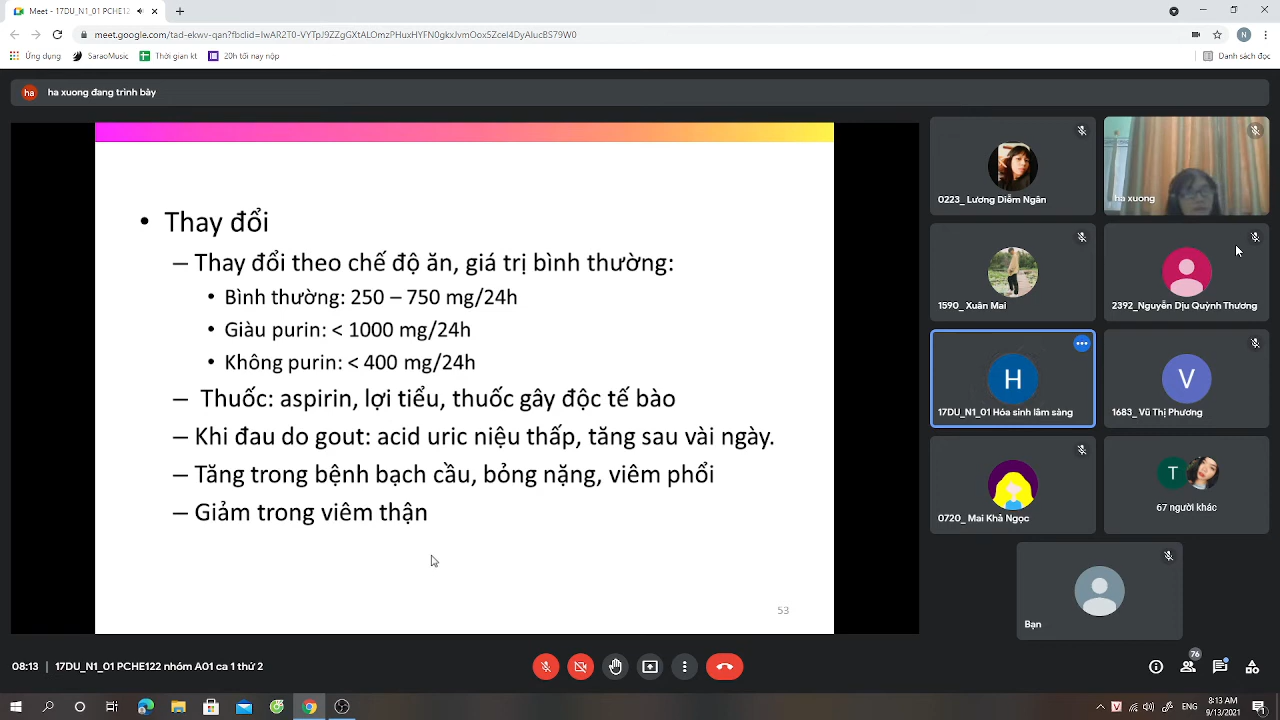 Meet - 17DU_N1_01 PCHE12
meet.google.com/tad-ekwv-qan?fbclid=IwAR2T0-VYTpJ9ZZgGXtALOmzPHuxHYFN0gkxJvmOoxSZcel4DyAIucBS79W0
Ứng dụng
SaraoMusic
Thời gian kt
20h tối nay nộp
Danh sách đọc
ha
ha xuong đang trình bày
• Thay đổi
– Thay đổi theo chế độ ăn, giá trị bình thường:
• Bình thường: 250 – 750 mg/24h
• Giàu purin: < 1000 mg/24h
• Không purin: < 400 mg/24h
– Thuốc: aspirin, lợi tiểu, thuốc gây độc tế bào
– Khi đau do gout: acid uric niệu thấp, tăng sau vài ngày.
– Tăng trong bệnh bạch cầu, bỏng nặng, viêm phổi
– Giảm trong viêm thận
53
0223_ Lương Diễm Ngân
ha xuong
1590_ Xuân Mai
2392_Nguyễn Dịu Quỳnh Thương
H
17DU_N1_01 Hóa sinh lâm sàng
V
1683_ Vũ Thị Phương
0720_ Mai Khả Ngọc
T
67 người khác
Bạn
08:13 | 17DU_N1_01 PCHE122 nhóm A01 ca 1 thứ 2
76
8:13 AM
9/13/2021